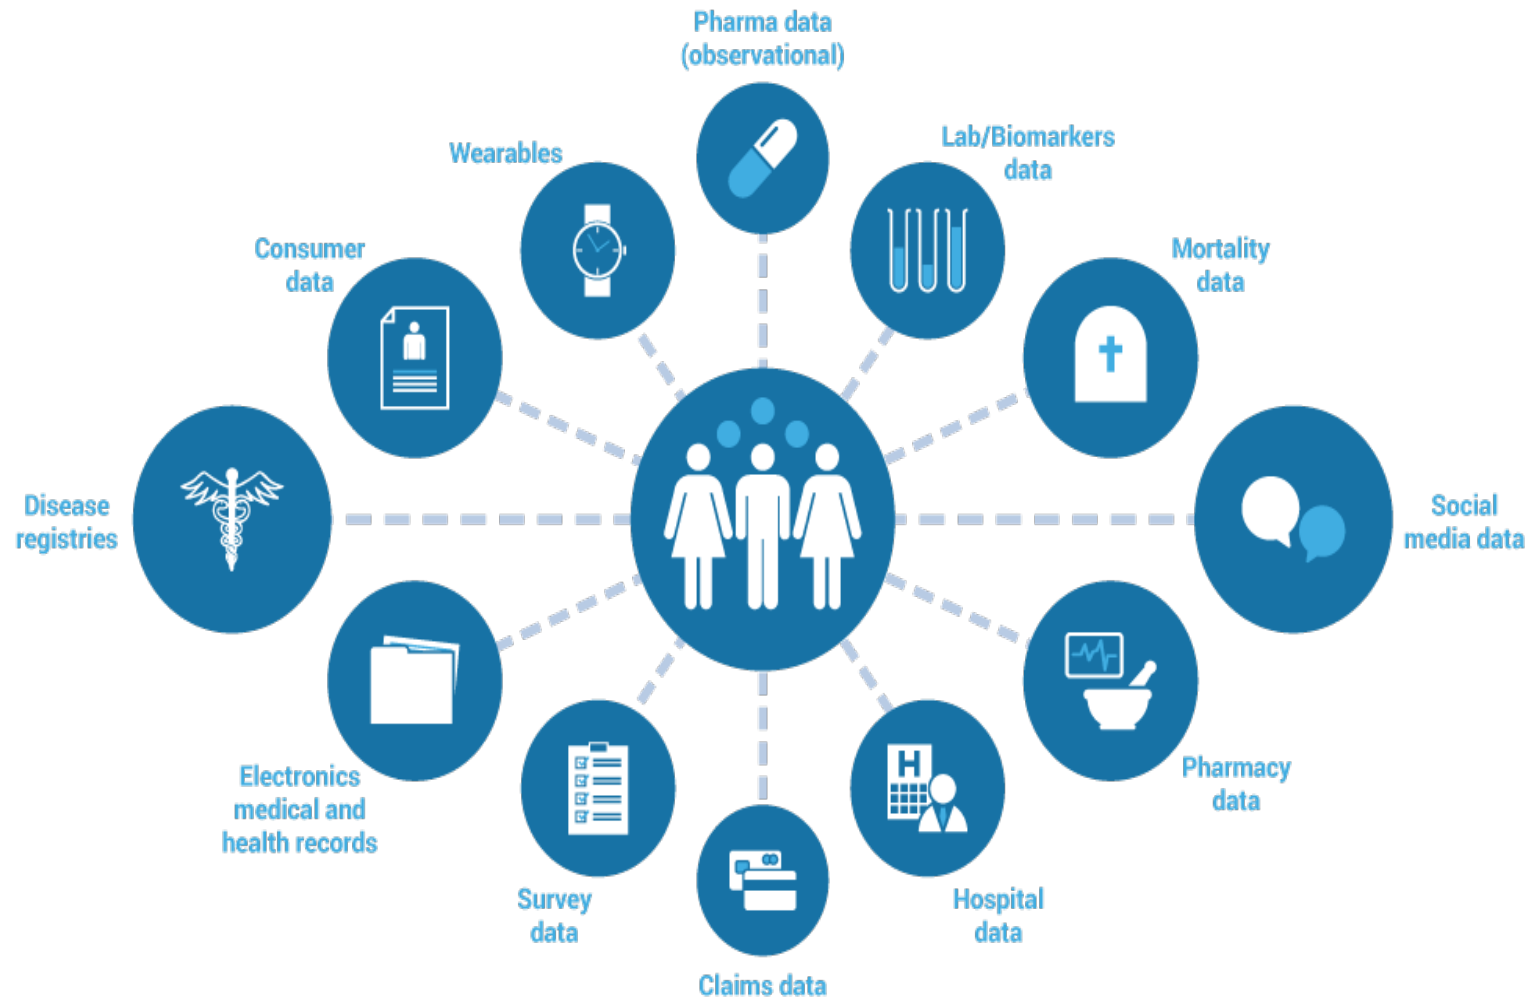 Pharma data
(observational)
Lab/Biomarkers
data
Wearables
Mortality
data
Consumer
data
Disease
registries
Social
media data
Electronics
medical and
health records
Pharmacy
data
Survey
data
Hospital
data
Claims data
H